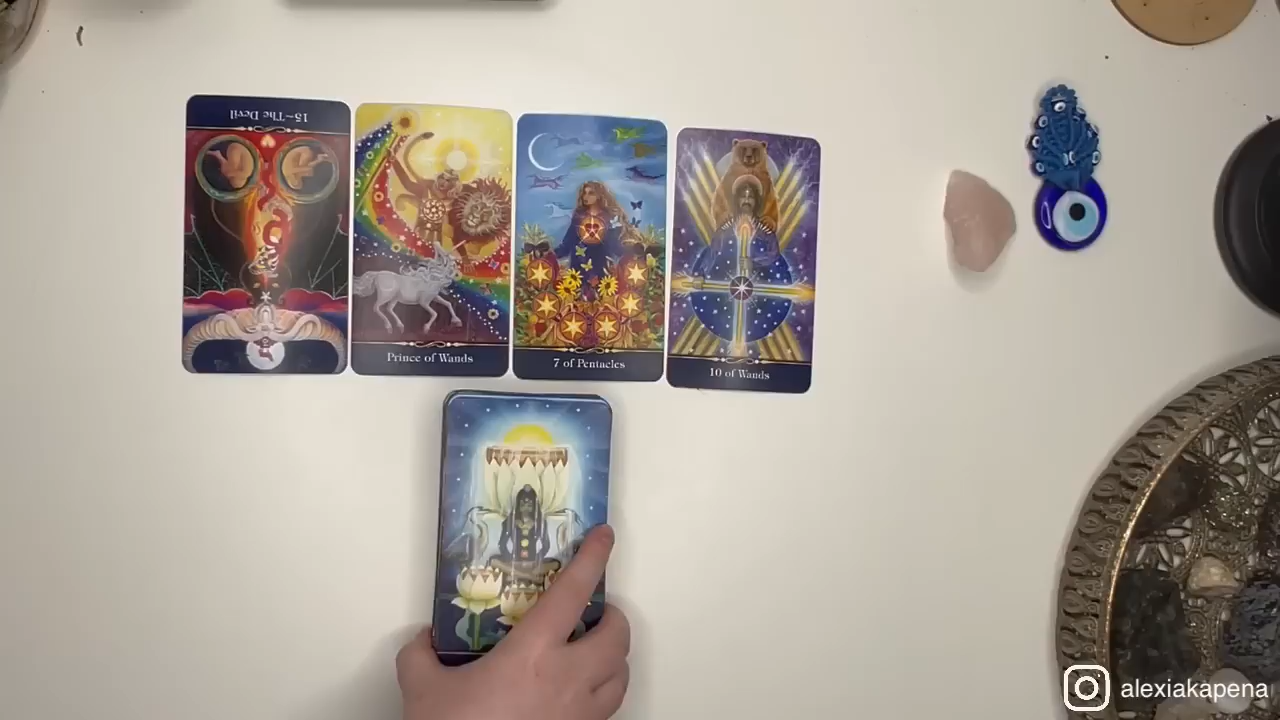 15~The Devil
Prince of Wands
7 of Pentacles
10 of Wands
alexiakapena